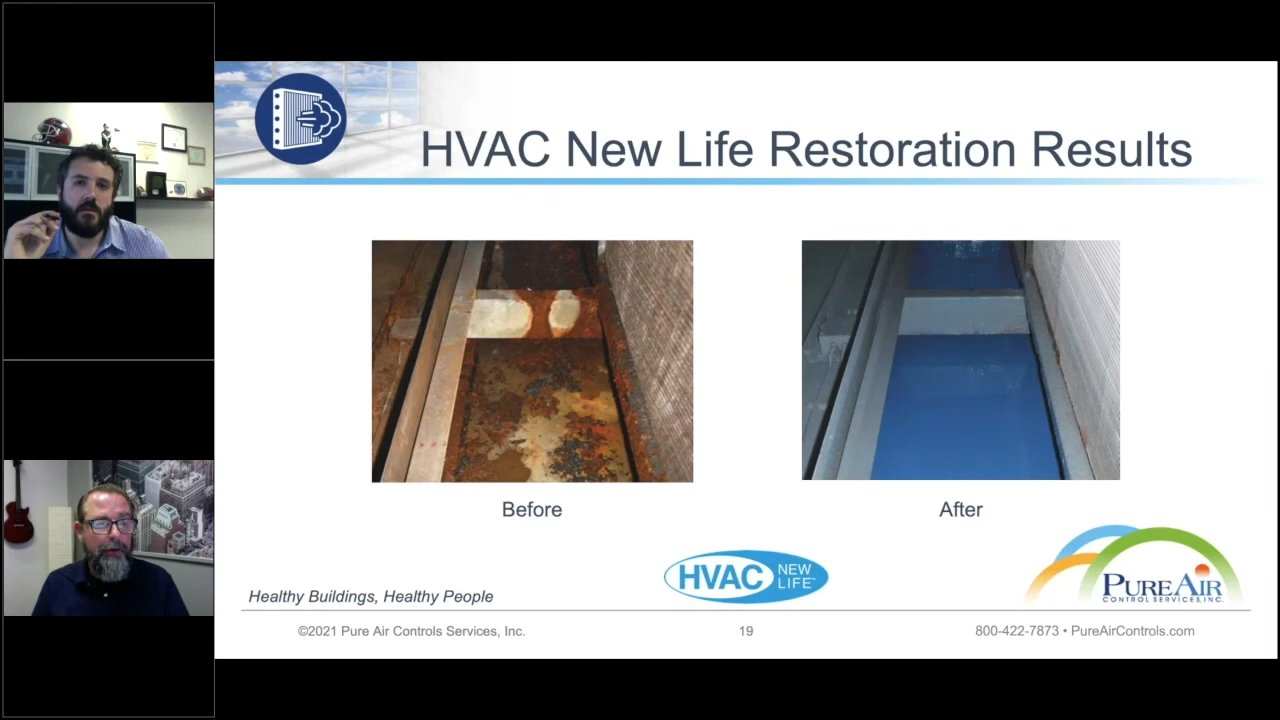 HVAC New Life Restoration Results
Before
After
HVAC NEW LIFE™
PURE AIR
CONTROL SERVICES, INC.
Healthy Buildings, Healthy People
©2021 Pure Air Controls Services, Inc.
19
800-422-7873 • PureAirControls.com